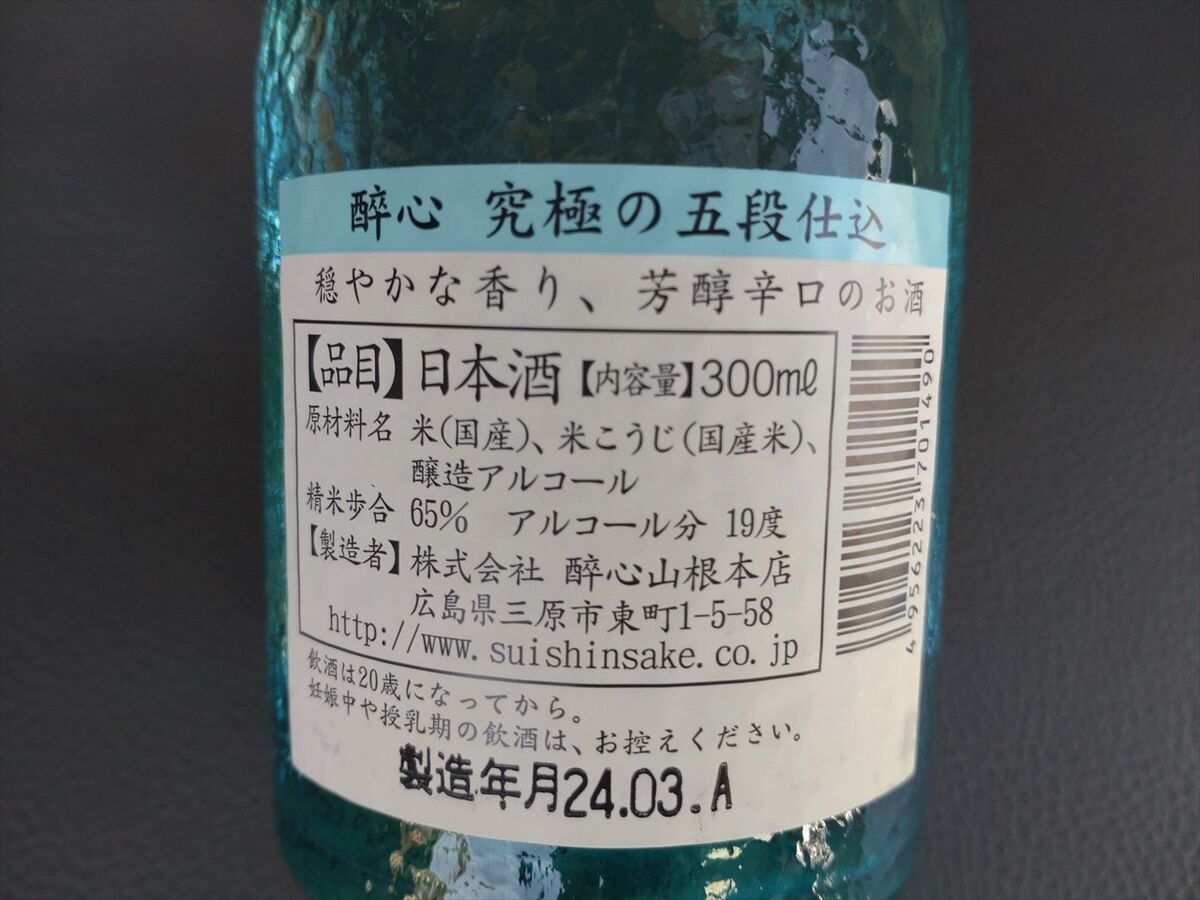 醉心 究極の五段仕込
穏やかな香り、芳醇辛口のお酒
【品目】日本酒【内容量】300mℓ
原材料名 米(国産)、米こうじ(国産米)、
醸造アルコール
精米歩合 65% アルコール分 19度
【製造者】株式会社 醉心山根本店
広島県三原市東町1-5-58
http://www.suishinsake.co.jp
飲酒は20歳になってから。
妊娠中や授乳期の飲酒は、お控えください。
製造年月24.03.A
4 956223 701490